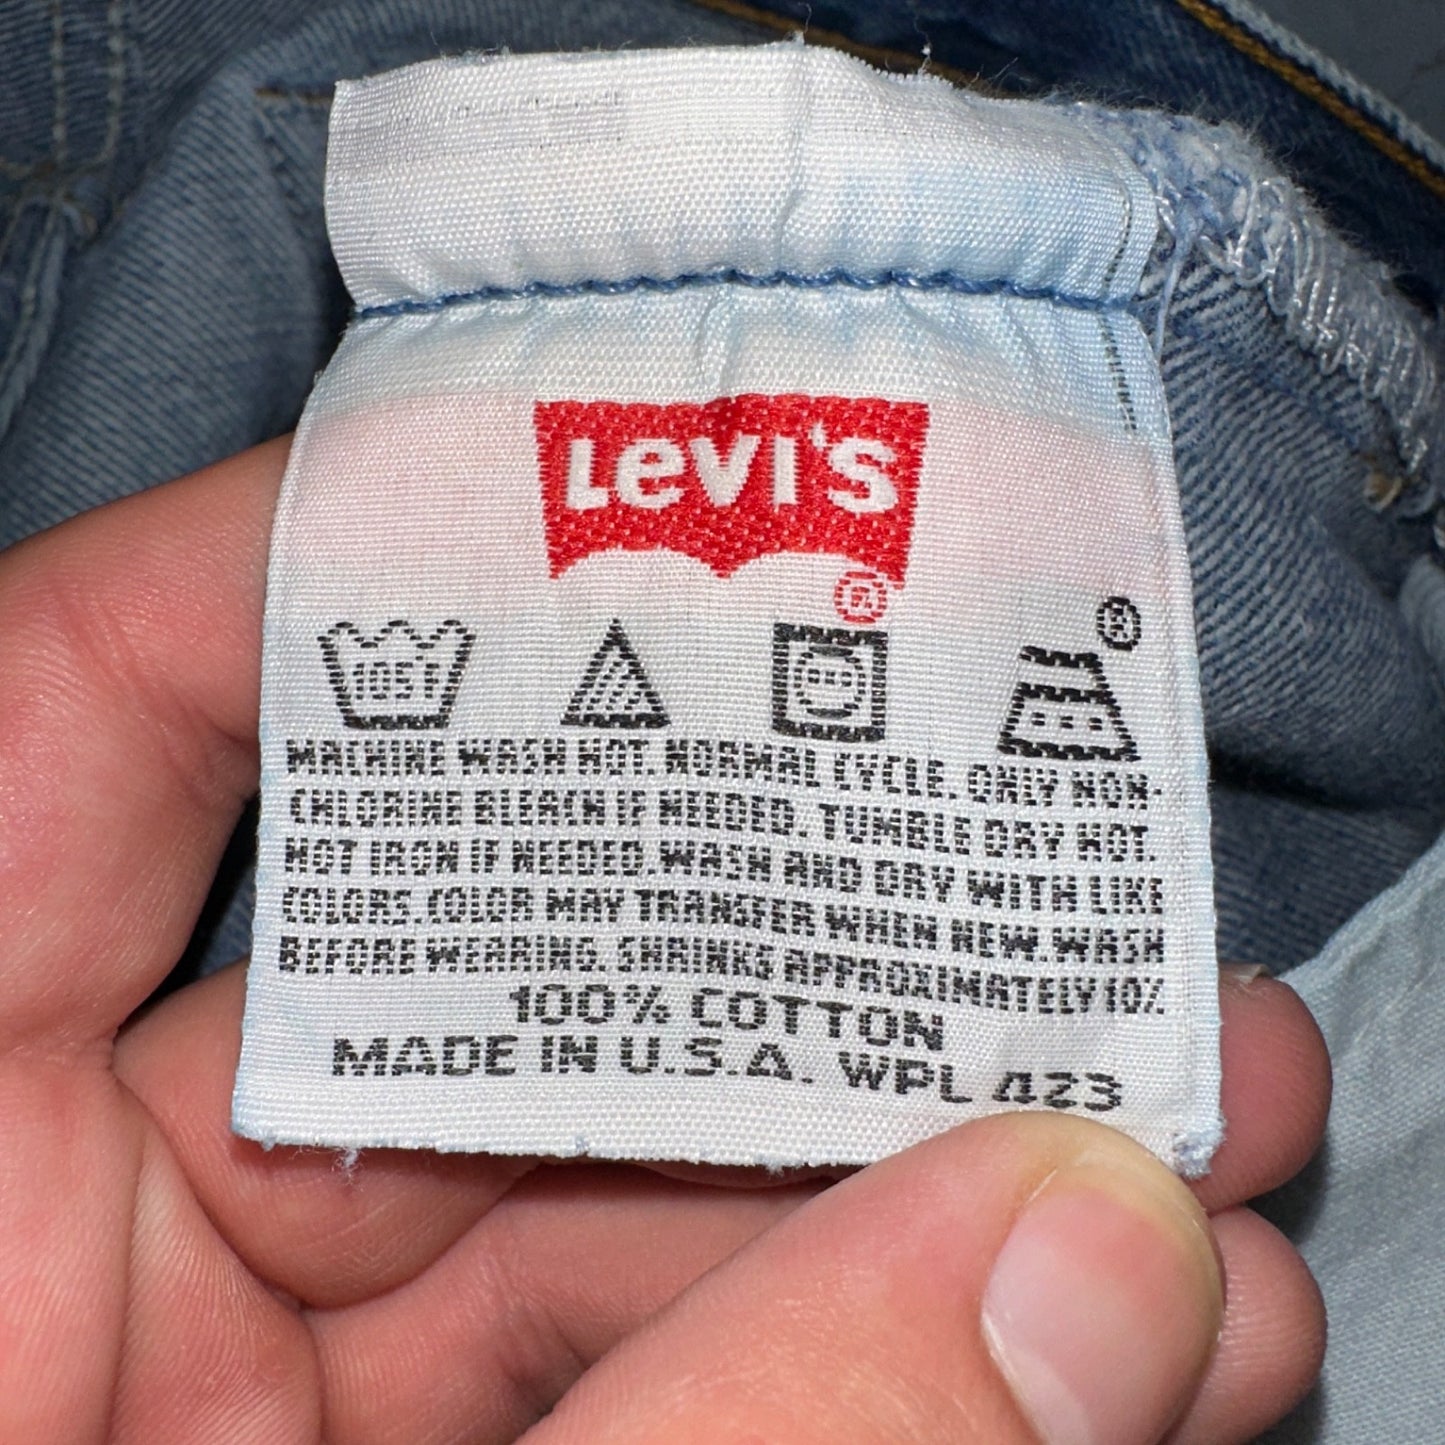 Levi's
®
105F
®
MACHINE WASH HOT. NORMAL CYCLE. ONLY NON-
CHLORINE BLEACH IF NEEDED. TUMBLE DRY HOT.
HOT IRON IF NEEDED. WASH AND DRY WITH LIKE
COLORS. COLOR MAY TRANSFER WHEN NEW. WASH
BEFORE WEARING. SHRINKS APPROXIMATELY 10%
100% COTTON
MADE IN U.S.A. WPL 423